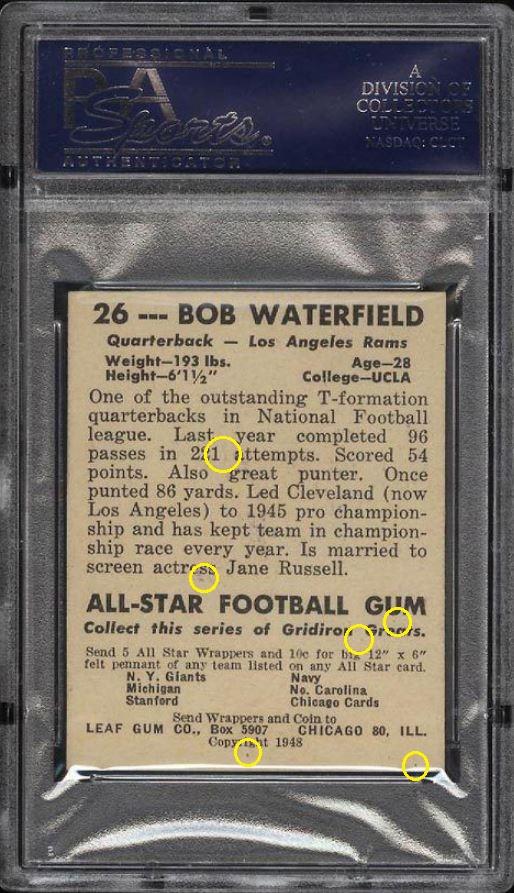 PROFESSIONAL
PSA
Sports
AUTHENTICATOR
A
DIVISION OF
COLLECTORS
UNIVERSE
NASDAQ: CLCT
26 --- BOB WATERFIELD
Quarterback — Los Angeles Rams
Weight—193 lbs. Age—28
Height—6'1½" College—UCLA
One of the outstanding T-formation
quarterbacks in National Football
league. Last year completed 96
passes in 221 attempts. Scored 54
points. Also great punter. Once
punted 86 yards. Led Cleveland (now
Los Angeles) to 1945 pro champion-
ship and has kept team in champion-
ship race every year. Is married to
screen actress Jane Russell.
ALL-STAR FOOTBALL GUM
Collect this series of Gridiron Greats.
Send 5 All Star Wrappers and 10c for big 12" x 6"
felt pennant of any team listed on any All Star card.
N. Y. Giants Navy
Michigan No. Carolina
Stanford Chicago Cards
Send Wrappers and Coin to
LEAF GUM CO., Box 5907 CHICAGO 80, ILL.
Copyright 1948